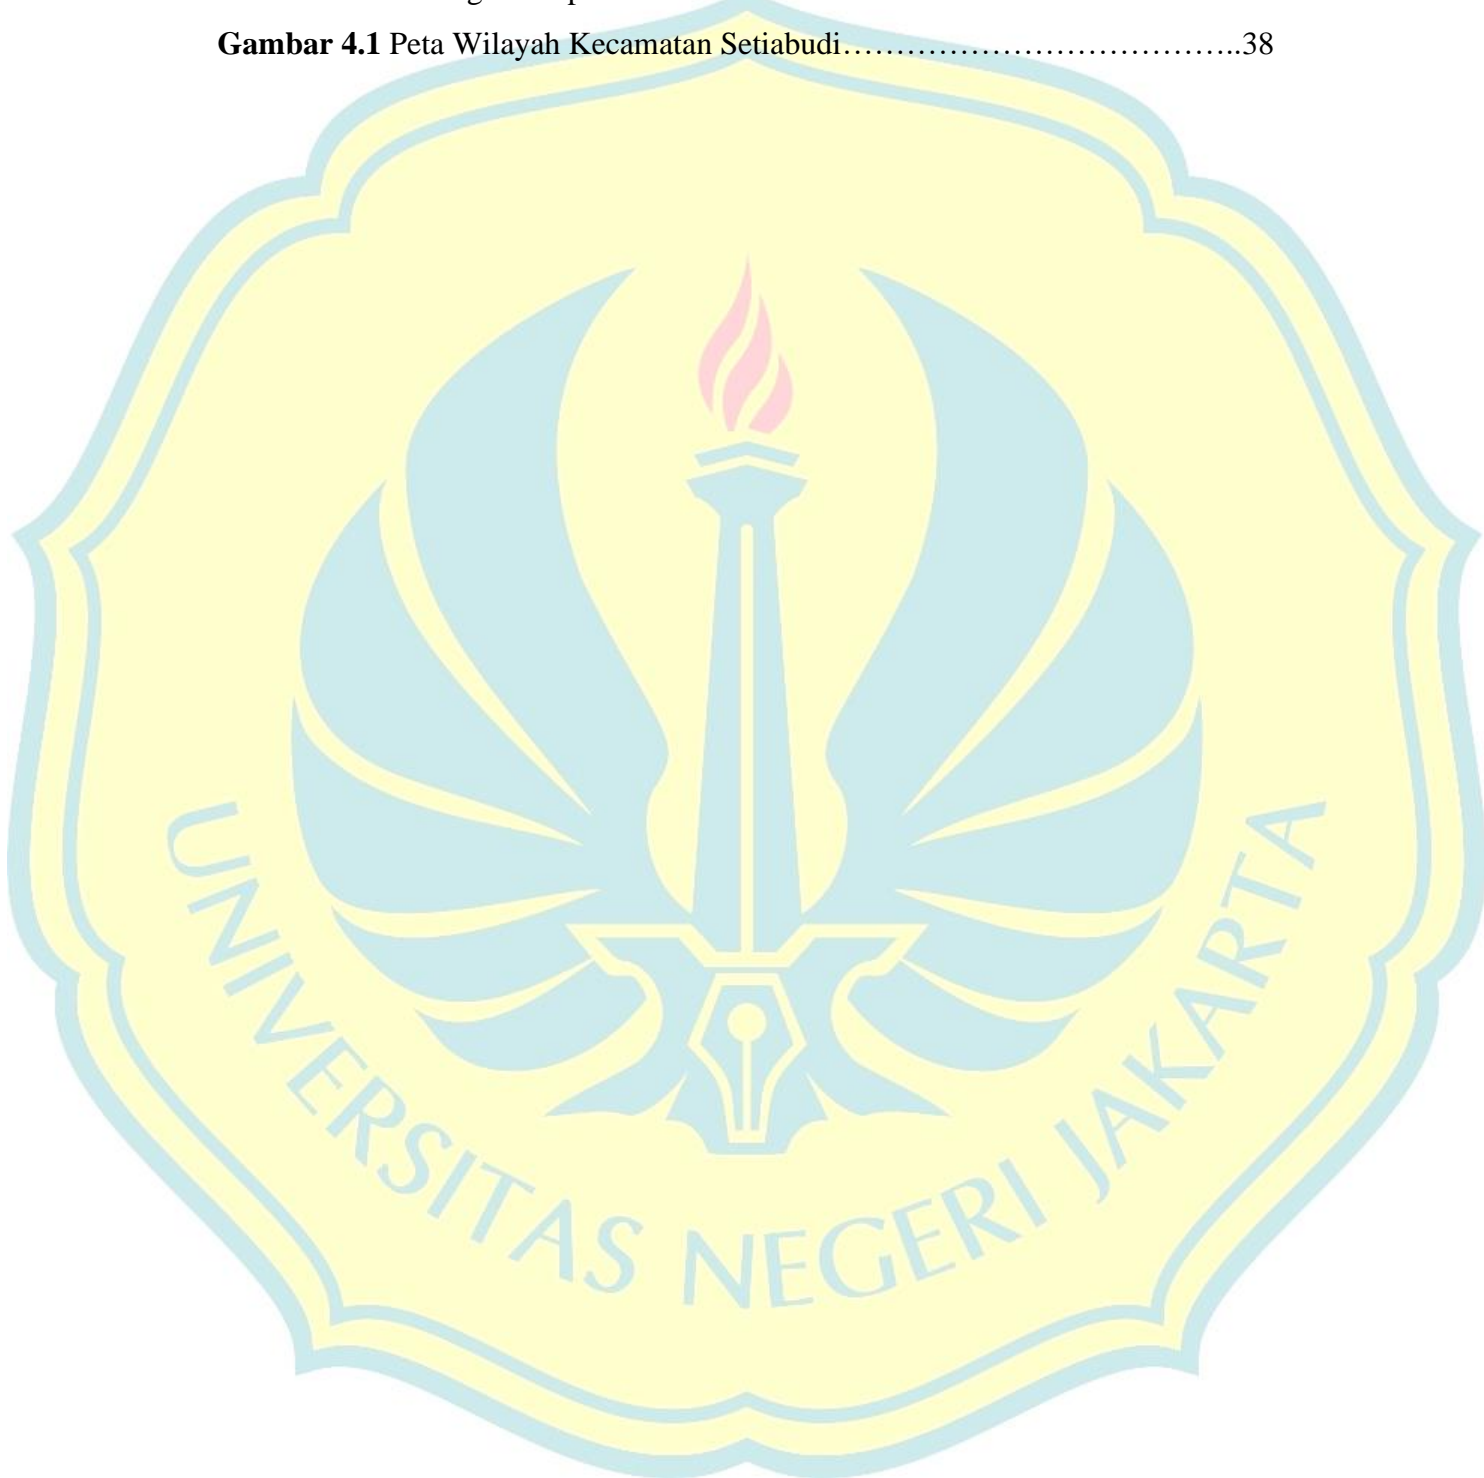 Gambar 4.1 Peta Wilayah Kecamatan Setiabudi………………………………..38
UNIVERSITAS NEGERI JAKARTA